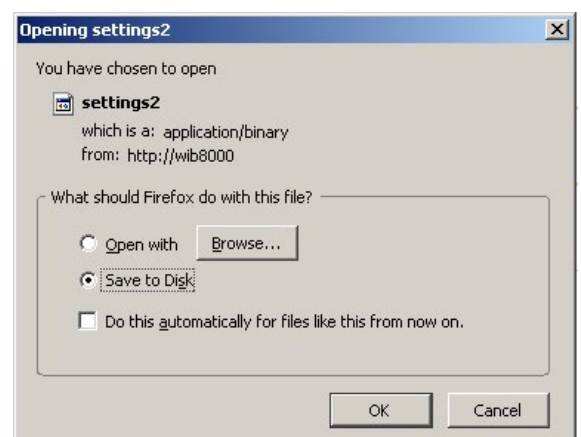 Opening settings2
You have chosen to open
settings2
which is a: application/binary
from: http://wib8000
What should Firefox do with this file?
Open with Browse...
Save to Disk
Do this automatically for files like this from now on.
OK Cancel